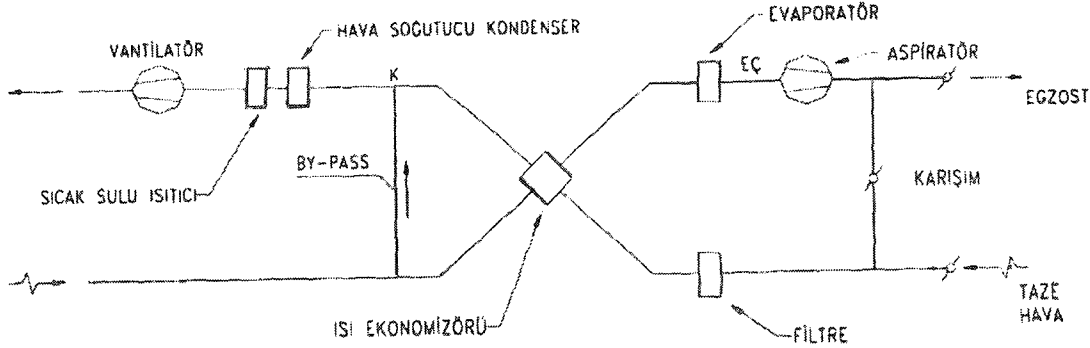 EVAPORATÖR
HAVA SOĞUTUCU KONDENSER
VANTİLATÖR
ASPİRATÖR
EÇ
K
EGZOST
BY-PASS
KARIŞIM
SICAK SULU ISITICI
TAZE
HAVA
ISI EKONOMİZÖRÜ
FİLTRE